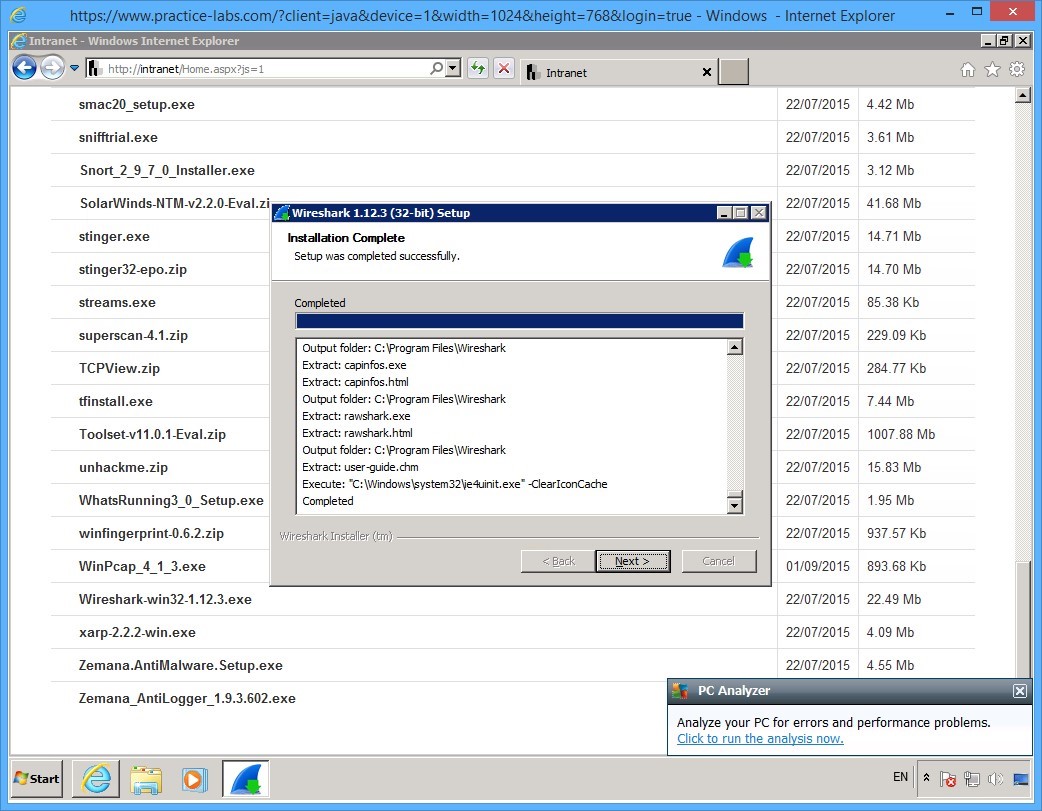 https://www.practice-labs.com/?client=java&device=1&width=1024&height=768&login=true - Windows - Internet Explorer
Intranet - Windows Internet Explorer
http://intranet/Home.aspx?js=1
Intranet
smac20_setup.exe 22/07/2015 4.42 Mb
snifftrial.exe 22/07/2015 3.61 Mb
Snort_2_9_7_0_Installer.exe 22/07/2015 3.12 Mb
SolarWinds-NTM-v2.2.0-Eval.zi 22/07/2015 41.68 Mb
stinger.exe 22/07/2015 14.71 Mb
stinger32-epo.zip 22/07/2015 14.70 Mb
streams.exe 22/07/2015 85.38 Kb
superscan-4.1.zip 22/07/2015 229.09 Kb
TCPView.zip 22/07/2015 284.77 Kb
tfinstall.exe 22/07/2015 7.44 Mb
Toolset-v11.0.1-Eval.zip 22/07/2015 1007.88 Mb
unhackme.zip 22/07/2015 15.83 Mb
WhatsRunning3_0_Setup.exe 22/07/2015 1.95 Mb
winfingerprint-0.6.2.zip 22/07/2015 937.57 Kb
WinPcap_4_1_3.exe 01/09/2015 893.68 Kb
Wireshark-win32-1.12.3.exe 22/07/2015 22.49 Mb
xarp-2.2.2-win.exe 22/07/2015 4.09 Mb
Zemana.AntiMalware.Setup.exe 22/07/2015 4.55 Mb
Zemana_AntiLogger_1.9.3.602.exe
Wireshark 1.12.3 (32-bit) Setup
Installation Complete
Setup was completed successfully.
Completed
Output folder: C:\Program Files\Wireshark
Extract: capinfos.exe
Extract: capinfos.html
Output folder: C:\Program Files\Wireshark
Extract: rawshark.exe
Extract: rawshark.html
Output folder: C:\Program Files\Wireshark
Extract: user-guide.chm
Execute: "C:\Windows\system32\ie4uinit.exe" -ClearIconCache
Completed
Wireshark Installer (tm)
< Back Next > Cancel
PC Analyzer
Analyze your PC for errors and performance problems.
Click to run the analysis now.
Start
EN